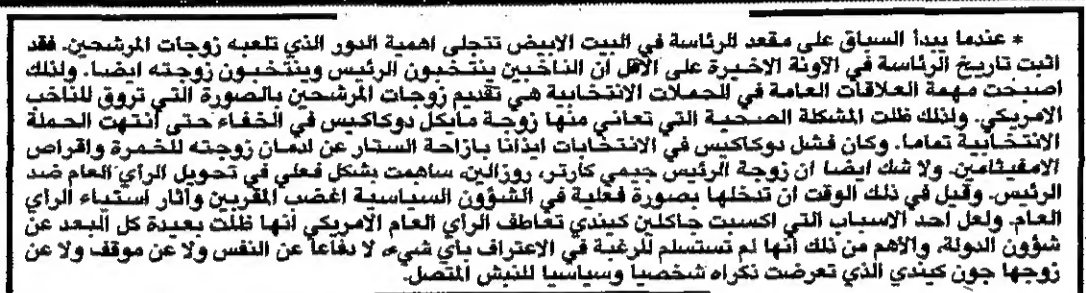 * عندما يبدأ السباق على مقعد الرئاسة في البيت الابيض تتجلى اهمية الدور الذي تلعبه زوجات المرشحين. فقد
اثبت تاريخ الرئاسة في الآونة الاخيرة على الاقل ان الناخبين ينتخبون الرئيس وينتخبون زوجته ايضا. ولذلك
اصبحت مهمة العلاقات العامة في الحملات الانتخابية هي تقديم زوجات المرشحين بالصورة التي تروق للناخب
الامريكي. ولذلك ظلت المشكلة الصحية التي تعاني منها زوجة مايكل دوكاكيس في الخفاء حتى انتهت الحملة
الانتخابية تماما. وكان فشل دوكاكيس في الانتخابات ايذانا بازاحة الستار عن ادمان زوجته للخمرة واقراص
الامفيتامين. ولا شك ايضا ان زوجة الرئيس جيمي كارتر، روزالين، ساهمت بشكل فعلي في تحويل الرأي العام ضد
الرئيس. وقيل في ذلك الوقت ان تدخلها بصورة فعلية في الشؤون السياسية اغضب المقربين وآثار استياء الرأي
العام. ولعل احد الاسباب التي اكسبت جاكلين كيندي تعاطف الرأي العام الامريكي أنها ظلت بعيدة كل البعد عن
شؤون الدولة، والاهم من ذلك أنها لم تستسلم للرغبة في الاعتراف بأي شيء، لا دفاعا عن النفس ولا عن موقف ولا عن
زوجها جون كيندي الذي تعرضت ذكراه شخصيا وسياسيا للنبش المتصل.